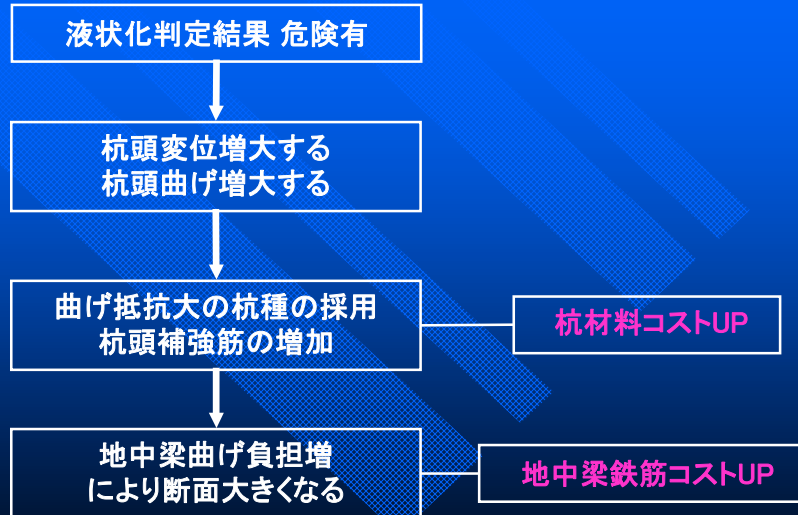 液状化判定結果 危険有
杭頭変位増大する
杭頭曲げ増大する
曲げ抵抗大の杭種の採用
杭頭補強筋の増加
杭材料コストUP
地中梁曲げ負担増
により断面大きくなる
地中梁鉄筋コストUP